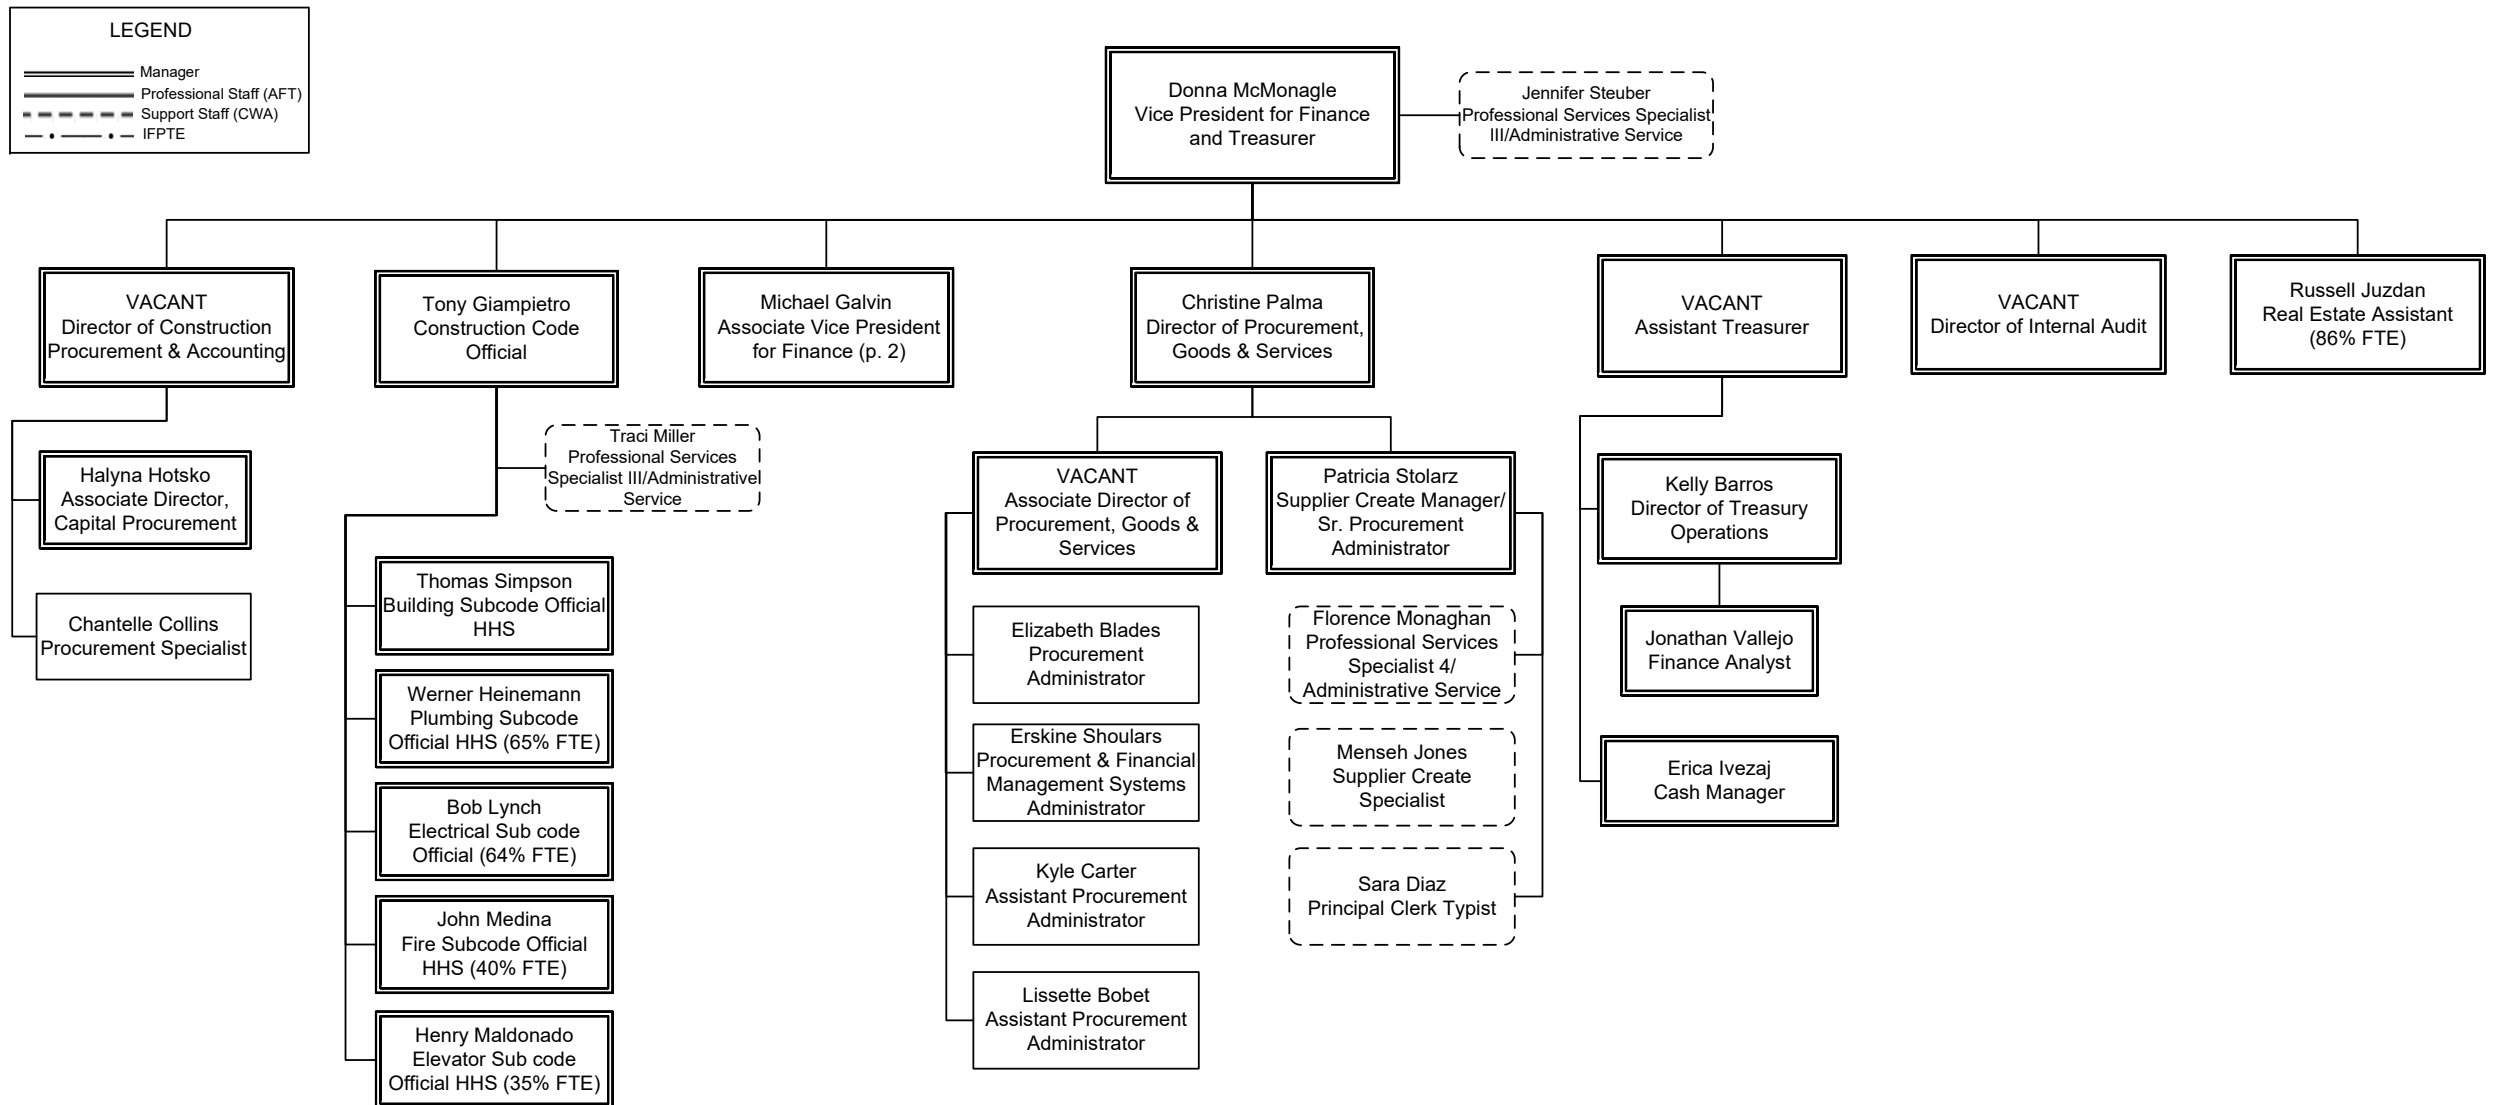 LEGEND
Manager
Professional Staff (AFT)
Support Staff (CWA)
IFPTE
Donna McMonagle
Vice President for Finance
and Treasurer
Jennifer Steuber
Professional Services Specialist
III/Administrative Service
VACANT
Director of Construction
Procurement & Accounting
Tony Giampietro
Construction Code
Official
Michael Galvin
Associate Vice President
for Finance (p. 2)
Christine Palma
Director of Procurement,
Goods & Services
VACANT
Assistant Treasurer
VACANT
Director of Internal Audit
Russell Juzdan
Real Estate Assistant
(86% FTE)
Halyna Hotsko
Associate Director,
Capital Procurement
Chantelle Collins
Procurement Specialist
Traci Miller
Professional Services
Specialist III/Administrative
Service
Thomas Simpson
Building Subcode Official
HHS
Werner Heinemann
Plumbing Subcode
Official HHS (65% FTE)
Bob Lynch
Electrical Sub code
Official (64% FTE)
John Medina
Fire Subcode Official
HHS (40% FTE)
Henry Maldonado
Elevator Sub code
Official HHS (35% FTE)
VACANT
Associate Director of
Procurement, Goods &
Services
Elizabeth Blades
Procurement
Administrator
Erskine Shoulars
Procurement & Financial
Management Systems
Administrator
Kyle Carter
Assistant Procurement
Administrator
Lissette Bobet
Assistant Procurement
Administrator
Patricia Stolarz
Supplier Create Manager/
Sr. Procurement
Administrator
Florence Monaghan
Professional Services
Specialist 4/
Administrative Service
Menseh Jones
Supplier Create
Specialist
Sara Diaz
Principal Clerk Typist
Kelly Barros
Director of Treasury
Operations
Jonathan Vallejo
Finance Analyst
Erica Ivezaj
Cash Manager